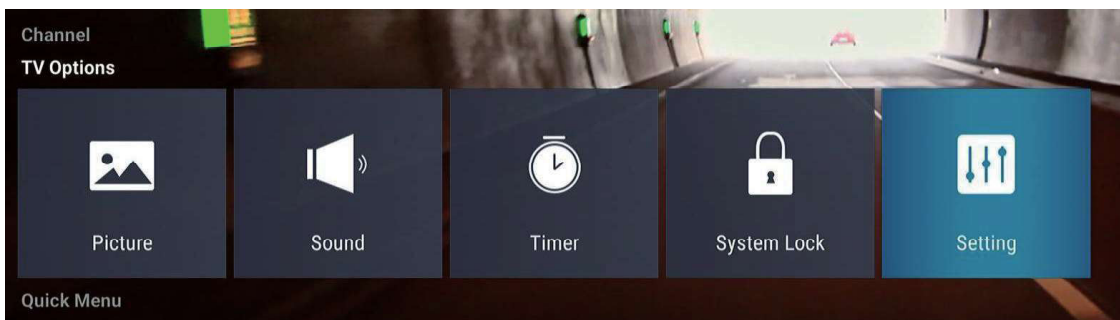 Channel
TV Options
Picture
Sound
Timer
System Lock
Setting
Quick Menu